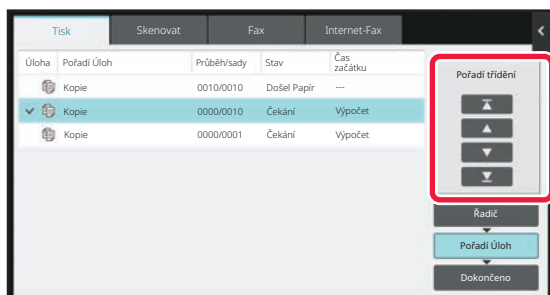 Tisk Skenovat Fax Internet-Fax
Úloha Pořadí Úloh Průběh/sady Stav Čas začátku
Kopie 0010/0010 Došel Papír ---
Kopie 0000/0010 Čekání Výpočet
Kopie 0000/0001 Čekání Výpočet
Pořadí třídění
Řadič
Pořadí Úloh
Dokončeno